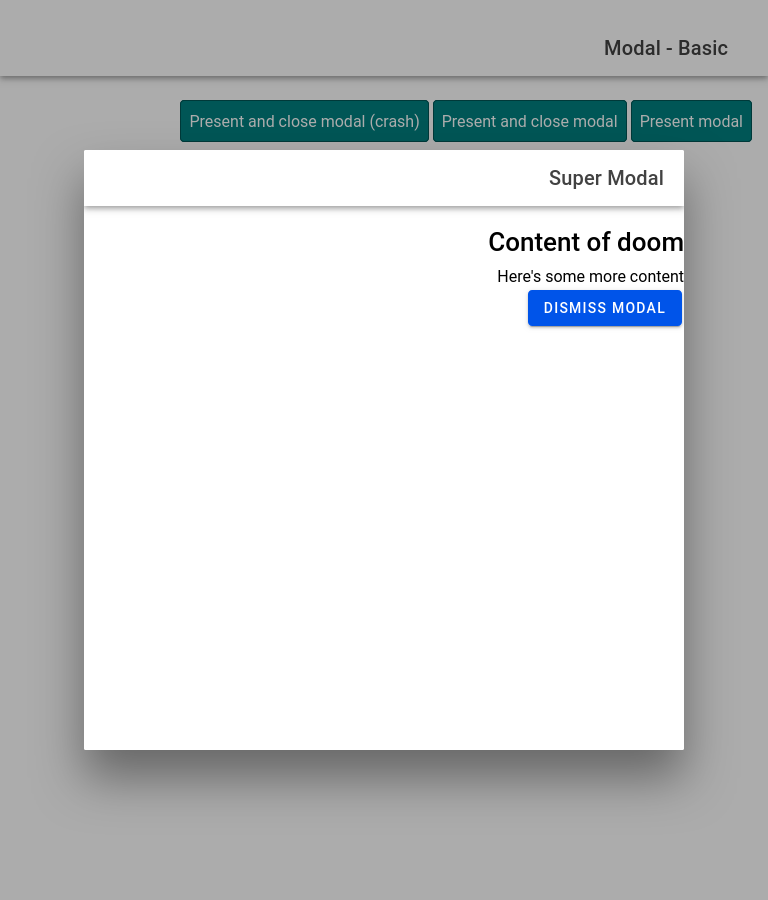 Modal - Basic
Present and close modal (crash) Present and close modal Present modal
Super Modal
Content of doom
Here's some more content
DISMISS MODAL